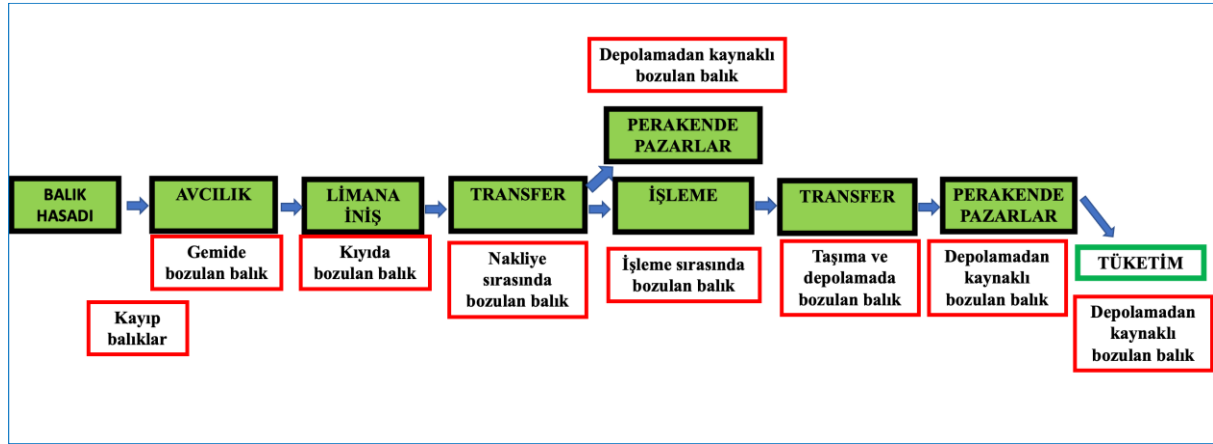 Depolamadan kaynaklı
bozulan balık
PERAKENDE
PAZARLAR
BALIK
HASADI
AVCILIK
LİMANA
İNİŞ
TRANSFER
İŞLEME
TRANSFER
PERAKENDE
PAZARLAR
Gemide
bozulan balık
Kıyıda
bozulan balık
Nakliye
sırasında
bozulan balık
İşleme sırasında
bozulan balık
Taşıma ve
depolamada
bozulan balık
Depolamadan
kaynaklı
bozulan balık
TÜKETİM
Kayıp
balıklar
Depolamadan
kaynaklı
bozulan balık